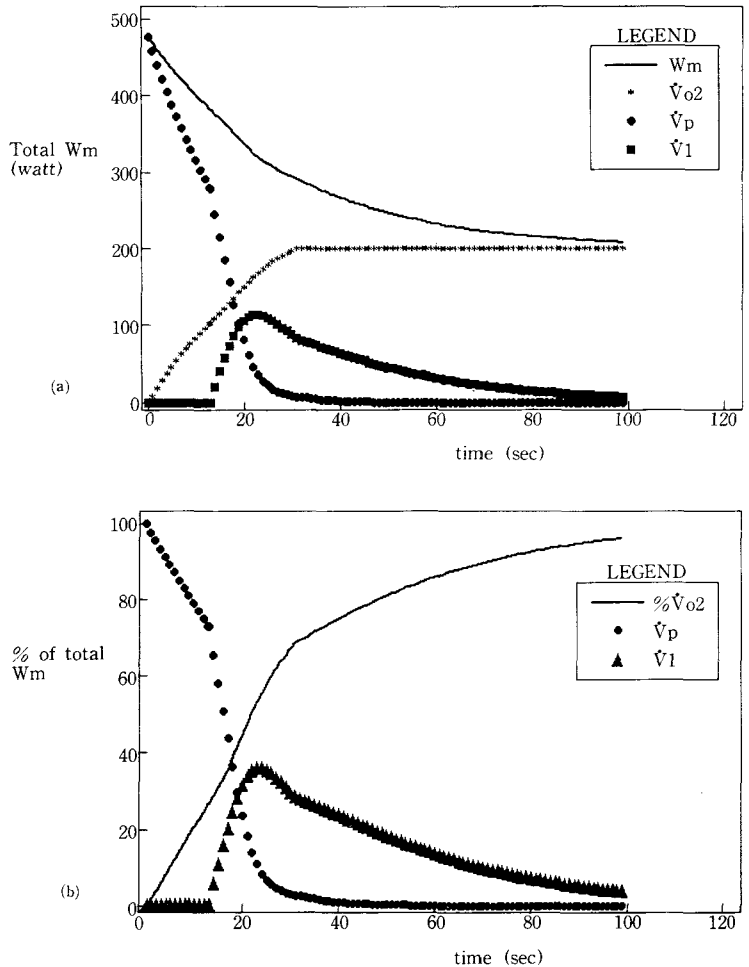 500
400
300
200
100
0
Total Wm
(watt)
(a)
LEGEND
Wm
V̇o2
V̇p
V̇1
0
20
40
60
80
100
120
time (sec)
100
80
60
40
20
0
% of total
Wm
(b)
LEGEND
%V̇o2
V̇p
V̇1
0
20
40
60
80
100
120
time (sec)